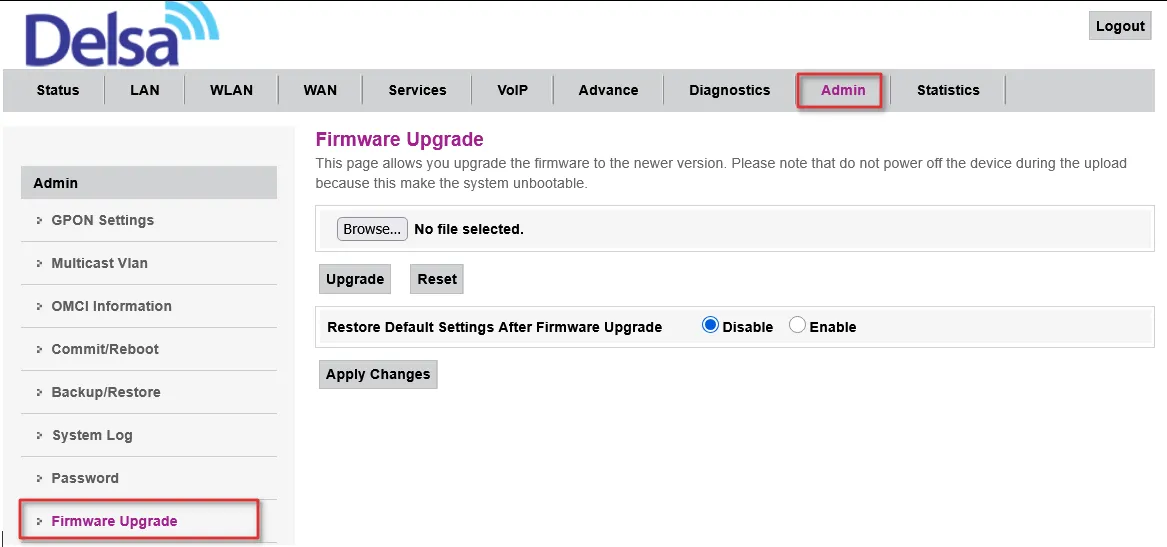 Delsa
Logout
Status LAN WLAN WAN Services VoIP Advance Diagnostics Admin Statistics
Admin
GPON Settings
Multicast Vlan
OMCI Information
Commit/Reboot
Backup/Restore
System Log
Password
Firmware Upgrade
Firmware Upgrade
This page allows you upgrade the firmware to the newer version. Please note that do not power off the device during the upload
because this make the system unbootable.
Browse... No file selected.
Upgrade Reset
Restore Default Settings After Firmware Upgrade Disable Enable
Apply Changes